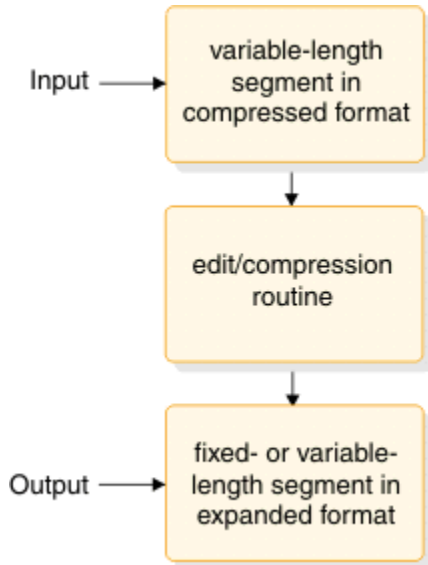 Input
variable-length
segment in
compressed format
edit/compression
routine
Output
fixed- or variable-
length segment in
expanded format